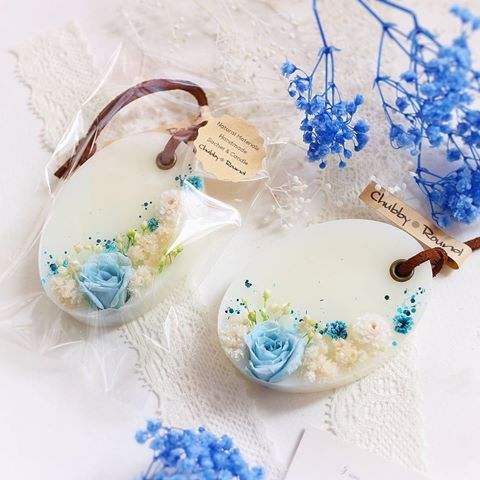 Natural Materials
Handmade
Sachet & Candle
Chubby Round
Chubby Round